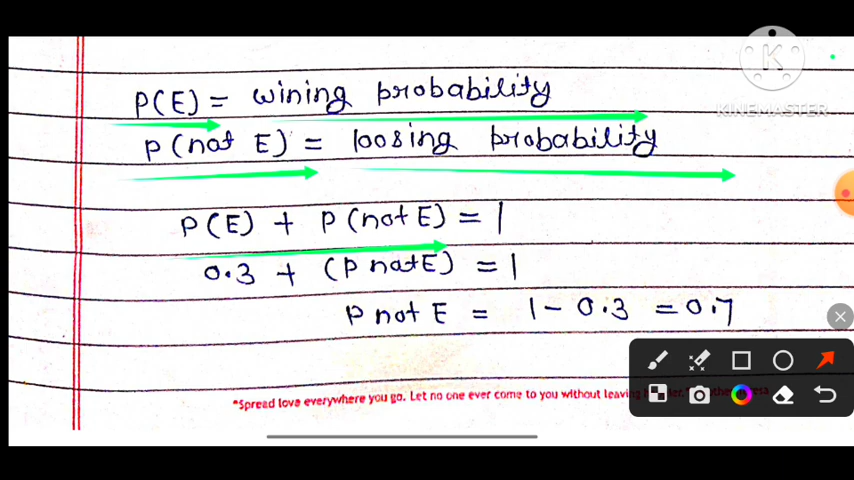 KINEMASTER
P(E) = wining probability
P(not E) = loosing probability
P(E) + P(not E) = 1
0.3 + (P not E) = 1
P not E = 1 - 0.3 = 0.7
"Spread love everywhere you go. Let no one ever come to you without leaving